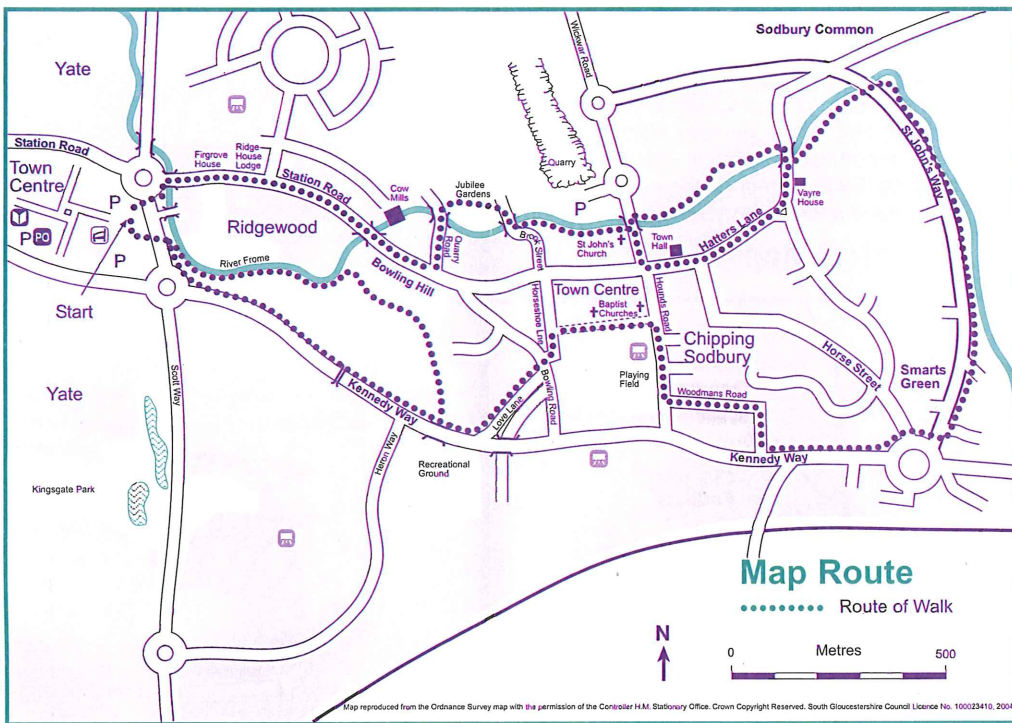 Sodbury Common
Wickwar Road
Yate
Station Road
Town
Centre
P
P
PO
P
Firgrove
House
Ridge
House
Lodge
Station Road
Cow
Mills
Jubilee
Gardens
Quarry
P
St John's Way
Vayre
House
Ridgewood
Quarry
Road
Brook Street
St John's
Church
Town
Hall
Hatters Lane
River Frome
Bowling Hill
Start
Horseshoe Lne
Town Centre
Baptist
Churches
Hounds Road
Chipping
Sodbury
Horse Street
Smarts
Green
Yate
Scott Way
Kennedy Way
Love Lane
Bowling Road
Playing
Field
Woodmans Road
Heron Way
Recreational
Ground
Kennedy Way
Kingsgate Park
Map Route
Route of Walk
N
Metres
0
500
Map reproduced from the Ordnance Survey map with the permission of the Controller H.M. Stationary Office. Crown Copyright Reserved. South Gloucestershire Council Licence No. 100023410, 2004